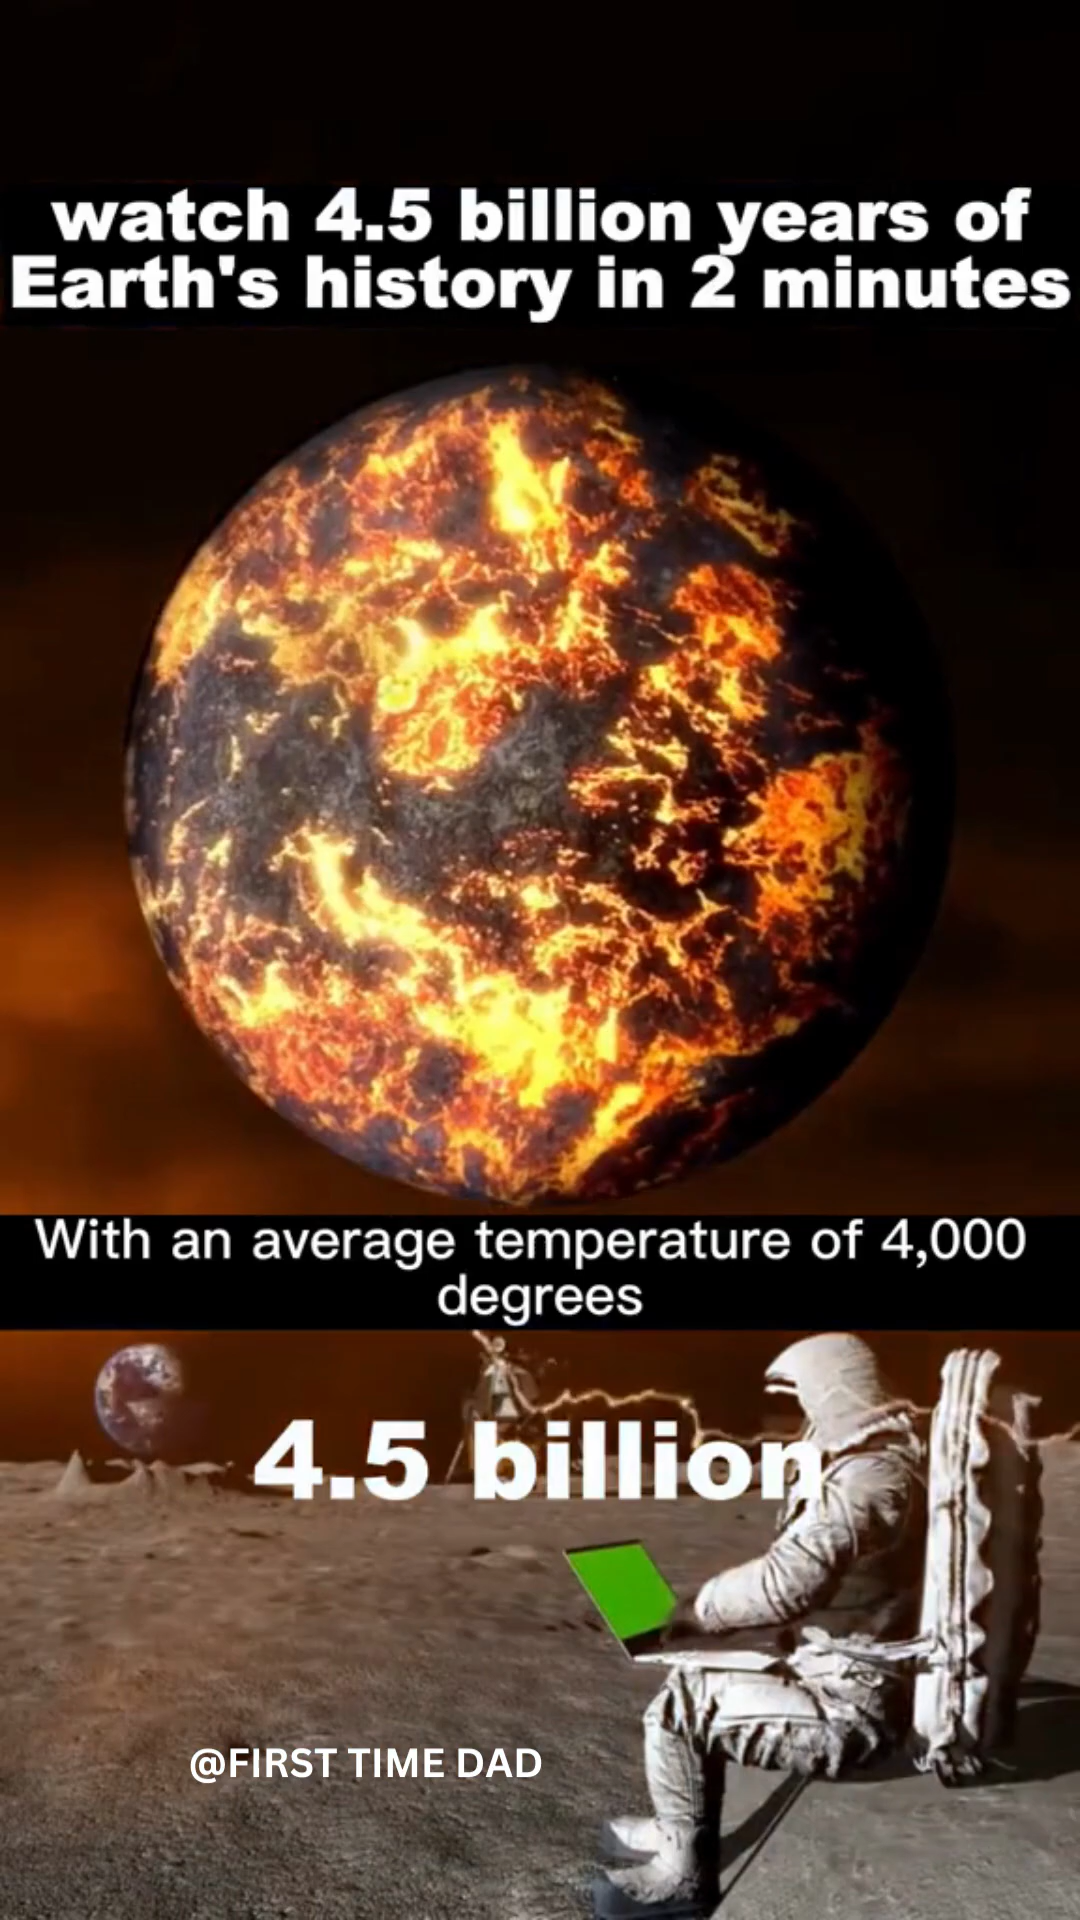 watch 4.5 billion years of
Earth's history in 2 minutes
With an average temperature of 4,000
degrees
4.5 billion
@FIRST TIME DAD